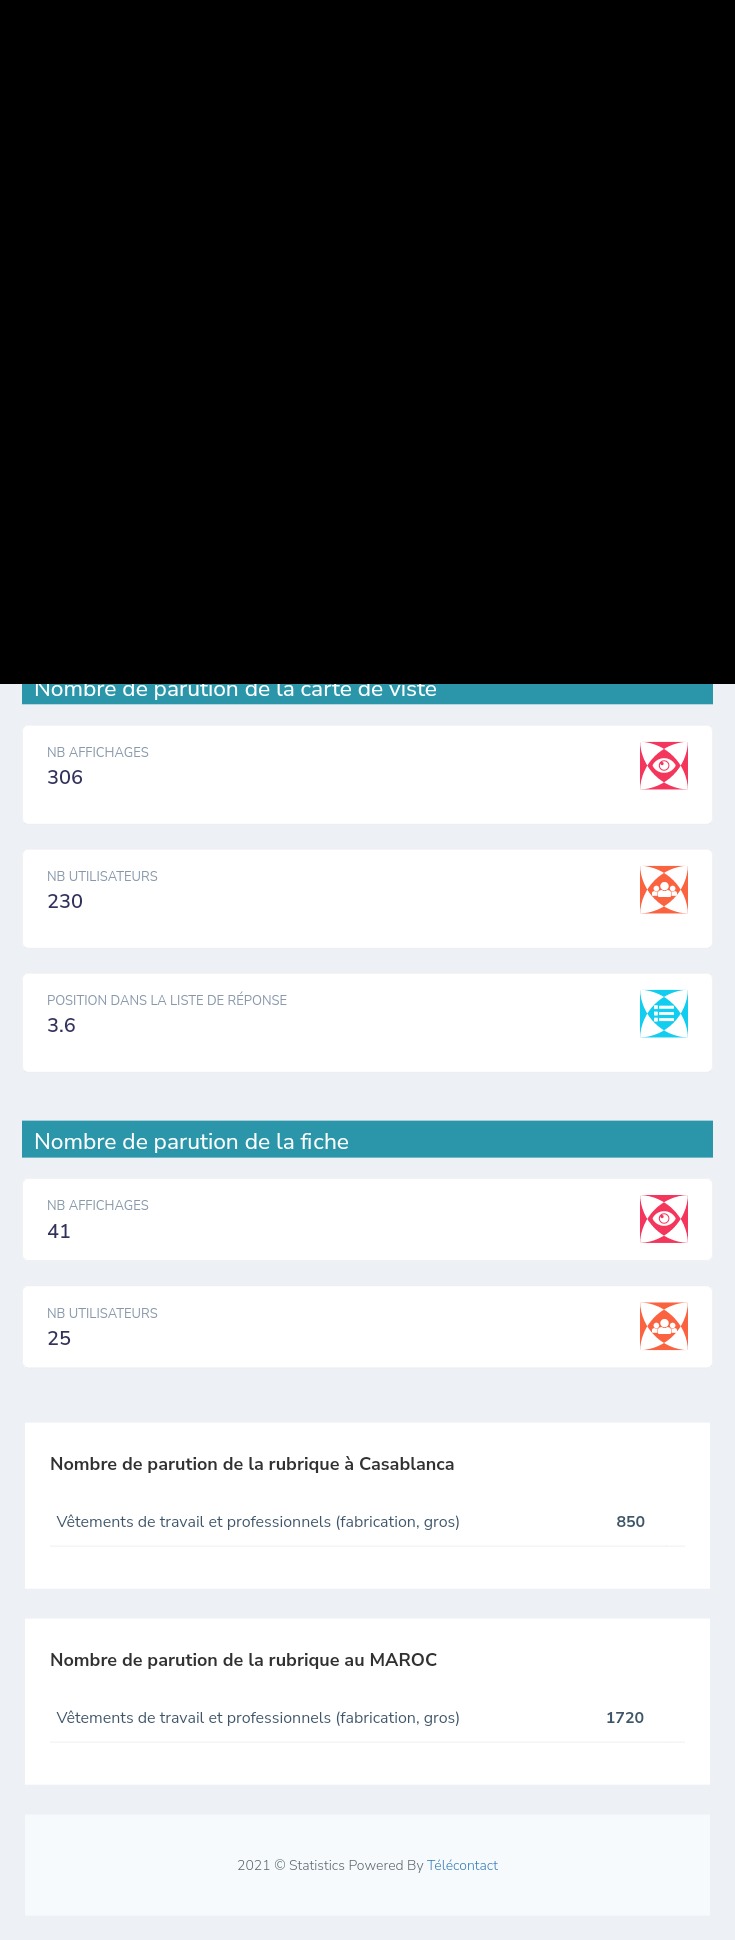 Nombre de parution de la carte de viste
NB AFFICHAGES
306
NB UTILISATEURS
230
POSITION DANS LA LISTE DE RÉPONSE
3.6
Nombre de parution de la fiche
NB AFFICHAGES
41
NB UTILISATEURS
25
Nombre de parution de la rubrique à Casablanca
Vêtements de travail et professionnels (fabrication, gros) 850
Nombre de parution de la rubrique au MAROC
Vêtements de travail et professionnels (fabrication, gros) 1720
2021 © Statistics Powered By Télécontact